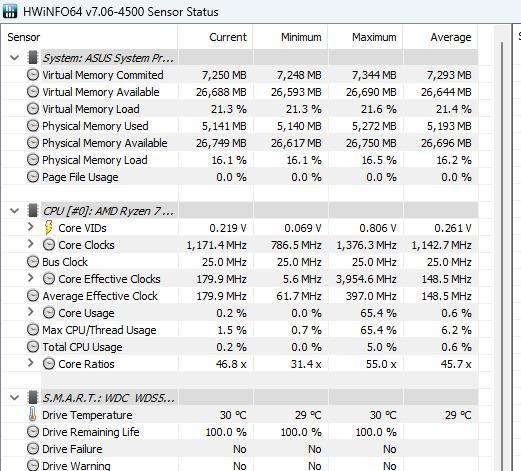 HWiNFO64 v7.06-4500 Sensor Status
Sensor Current Minimum Maximum Average
System: ASUS System Pr...
Virtual Memory Commited 7,250 MB 7,248 MB 7,344 MB 7,293 MB
Virtual Memory Available 26,688 MB 26,593 MB 26,690 MB 26,644 MB
Virtual Memory Load 21.3 % 21.3 % 21.6 % 21.4 %
Physical Memory Used 5,141 MB 5,140 MB 5,272 MB 5,193 MB
Physical Memory Available 26,749 MB 26,617 MB 26,750 MB 26,696 MB
Physical Memory Load 16.1 % 16.1 % 16.5 % 16.2 %
Page File Usage 0.0 % 0.0 % 0.0 % 0.0 %
CPU [#0]: AMD Ryzen 7 ...
Core VIDs 0.219 V 0.069 V 0.806 V 0.261 V
Core Clocks 1,171.4 MHz 786.5 MHz 1,376.3 MHz 1,142.7 MHz
Bus Clock 25.0 MHz 25.0 MHz 25.0 MHz 25.0 MHz
Core Effective Clocks 179.9 MHz 5.6 MHz 3,954.6 MHz 148.5 MHz
Average Effective Clock 179.9 MHz 61.7 MHz 397.0 MHz 148.5 MHz
Core Usage 0.2 % 0.0 % 65.4 % 0.6 %
Max CPU/Thread Usage 1.5 % 0.7 % 65.4 % 6.2 %
Total CPU Usage 0.2 % 0.0 % 5.0 % 0.6 %
Core Ratios 46.8 x 31.4 x 55.0 x 45.7 x
S.M.A.R.T.: WDC WDS5...
Drive Temperature 30 °C 29 °C 30 °C 29 °C
Drive Remaining Life 100.0 % 100.0 % 100.0 %
Drive Failure No No No
Drive Warning No No No